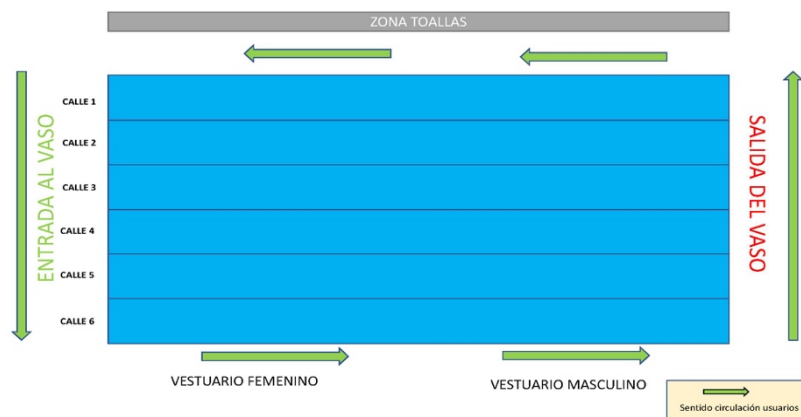 ZONA TOALLAS
ENTRADA AL VASO
CALLE 1
CALLE 2
CALLE 3
CALLE 4
CALLE 5
CALLE 6
SALIDA DEL VASO
VESTUARIO FEMENINO
VESTUARIO MASCULINO
Sentido circulación usuarios